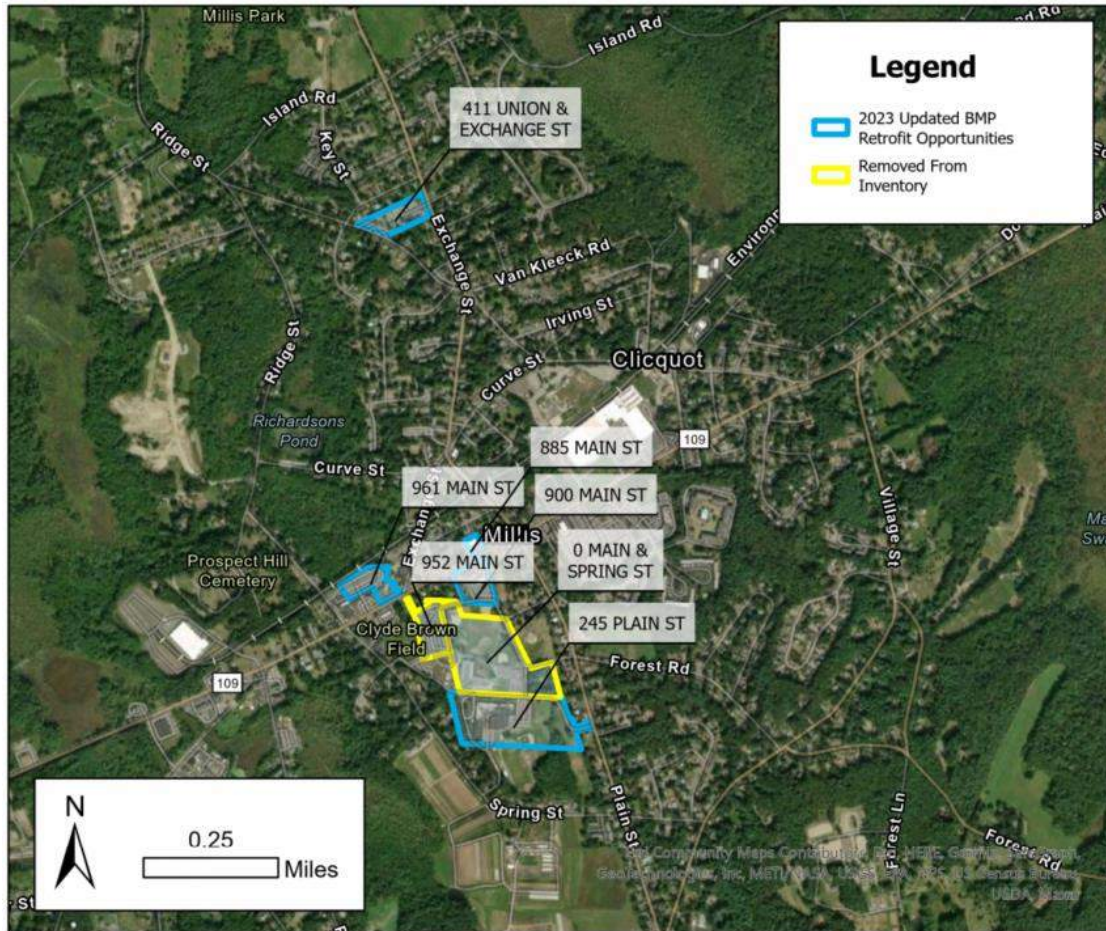 Millis Park
Island Rd
Legend
2023 Updated BMP
Retrofit Opportunities
Removed From
Inventory
411 UNION &
EXCHANGE ST
Island Rd
Key St
Ridge St
Exchange St
Van Kleeck Rd
Irving St
Curve St
Clicquot
Ridge St
Richardsons
Pond
Curve St
109
885 MAIN ST
961 MAIN ST
900 MAIN ST
Millis
Village St
Prospect Hill
Cemetery
952 MAIN ST
0 MAIN &
SPRING ST
Clyde Brown
Field
245 PLAIN ST
Forest Rd
109
Spring St
Plain St
Forest Ln
Forest Rd
N
0.25
Miles
St